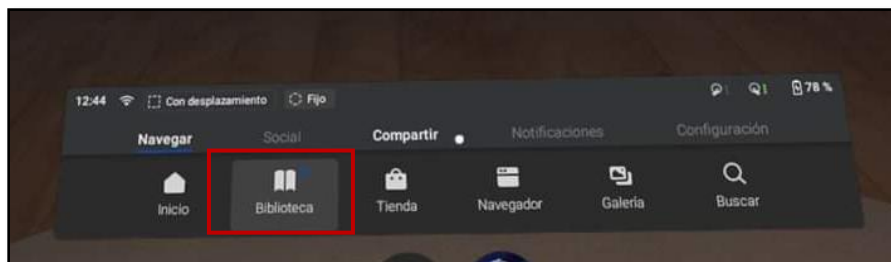 12:44 Con desplazamiento Fijo 78 %
Navegar Social Compartir Notificaciones Configuración
Inicio Biblioteca Tienda Navegador Galería Buscar